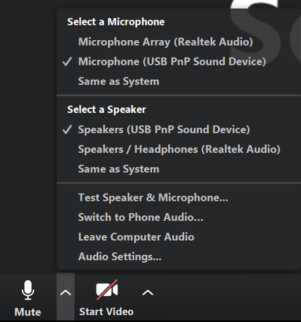 Select a Microphone
Microphone Array (Realtek Audio)
Microphone (USB PnP Sound Device)
Same as System
Select a Speaker
Speakers (USB PnP Sound Device)
Speakers / Headphones (Realtek Audio)
Same as System
Test Speaker & Microphone...
Switch to Phone Audio...
Leave Computer Audio
Audio Settings...
Mute
Start Video